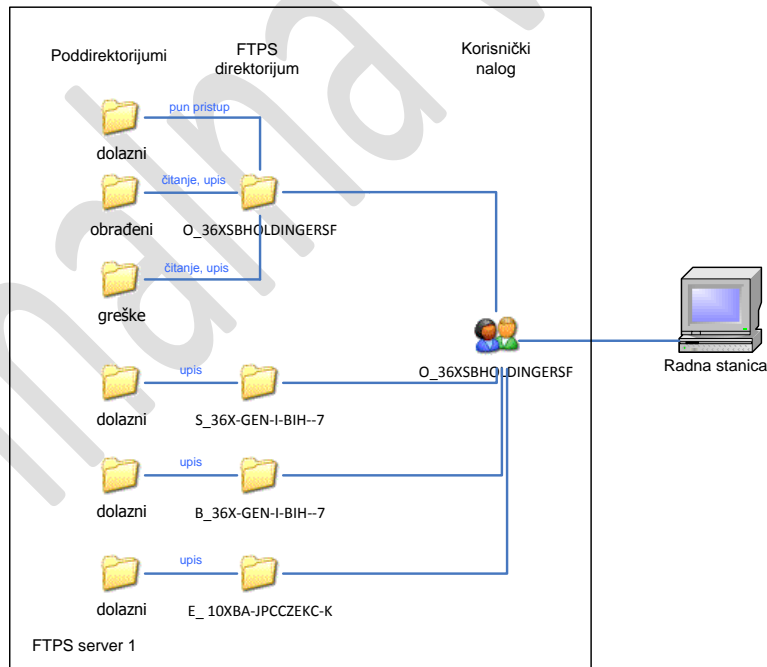 Poddirektorijumi
FTPS
direktorijum
Korisnički
nalog
pun pristup
dolazni
čitanje, upis
obrađeni
O_36XSBHOLDINGERSF
čitanje, upis
greške
O_36XSBHOLDINGERSF
Radna stanica
upis
dolazni
S_36X-GEN-I-BIH--7
upis
dolazni
B_36X-GEN-I-BIH--7
upis
dolazni
E_ 10XBA-JPCCZEKC-K
FTPS server 1